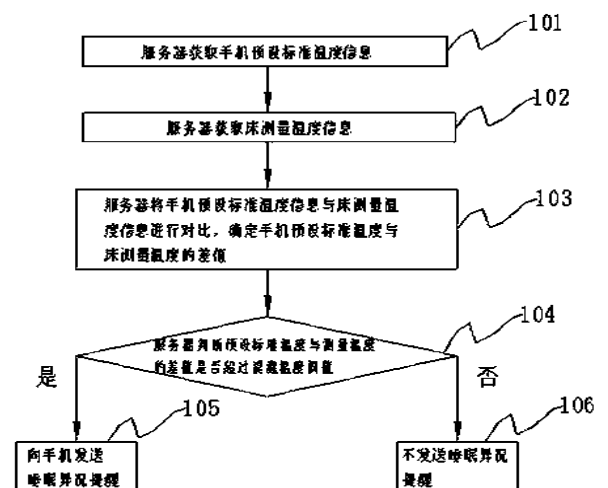 101
服务器获取手机预设标准温度信息
102
服务器获取床测量温度信息
103
服务器将手机预设标准温度信息与床测量温
度信息进行对比，确定手机预设标准温度与
床测量温度的差值
104
服务器判断预设标准温度与测量温度
的差值是否超过温度阈值
是
否
105
106
向手机发送
睡眠异况提醒
不发送睡眠异况
提醒